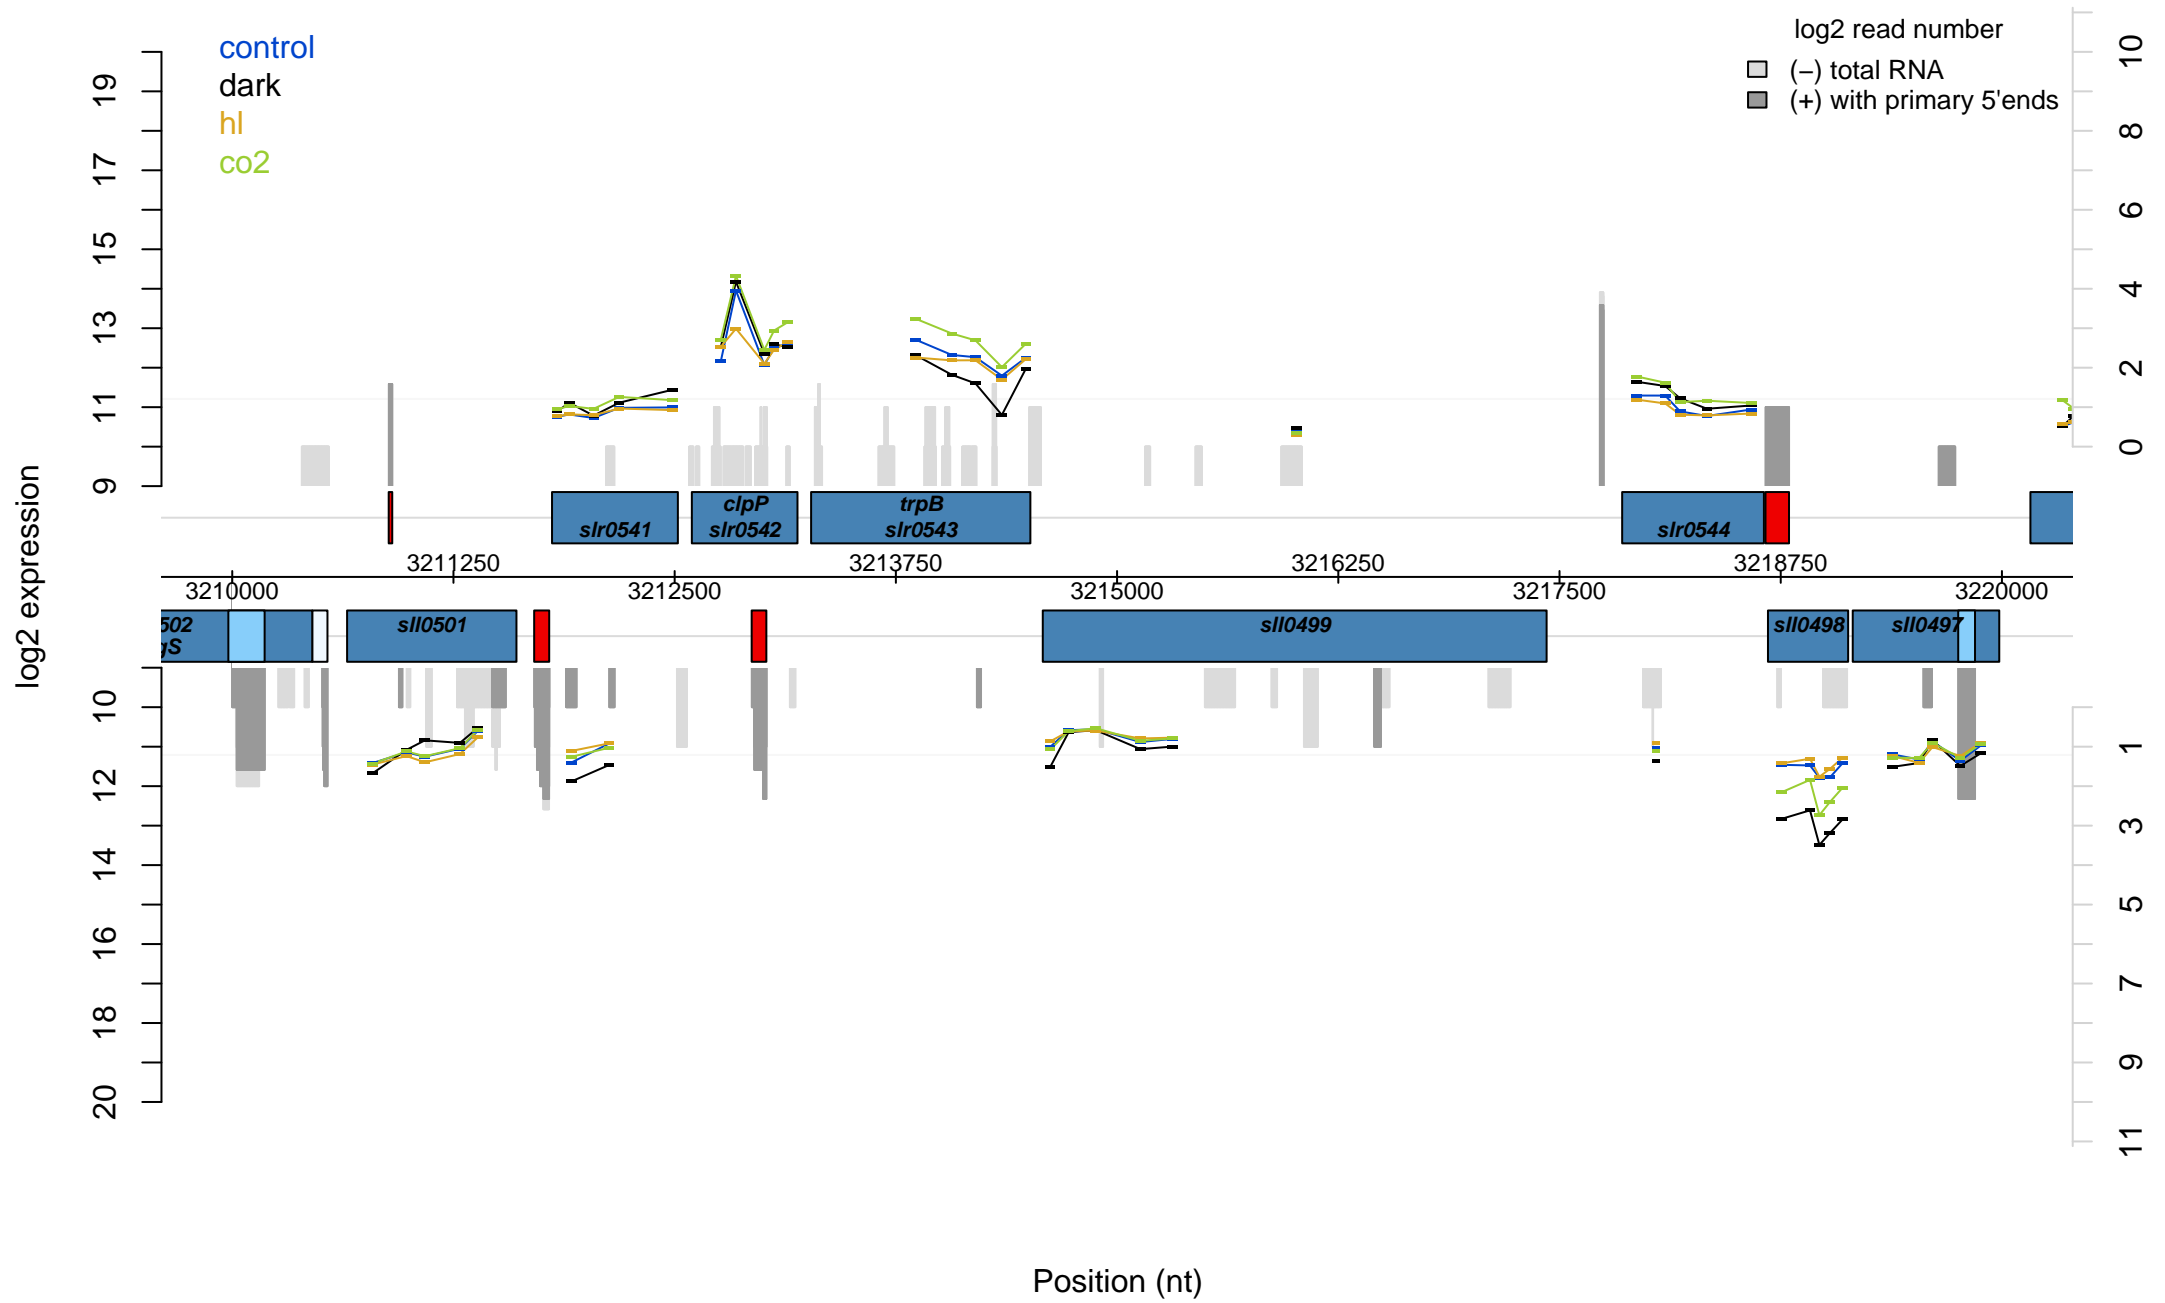 control
dark
hl
co2
log2 read number
(−) total RNA
(+) with primary 5'ends
19
17
15
13
11
9
10
8
6
4
2
0
log2 expression
clpP
trpB
slr0541
slr0542
slr0543
slr0544
3211250
3213750
3216250
3218750
3210000
3212500
3215000
3217500
3220000
502
gS
sll0501
sll0499
sll0498
sll0497
10
12
14
16
18
20
1
3
5
7
9
11
Position (nt)